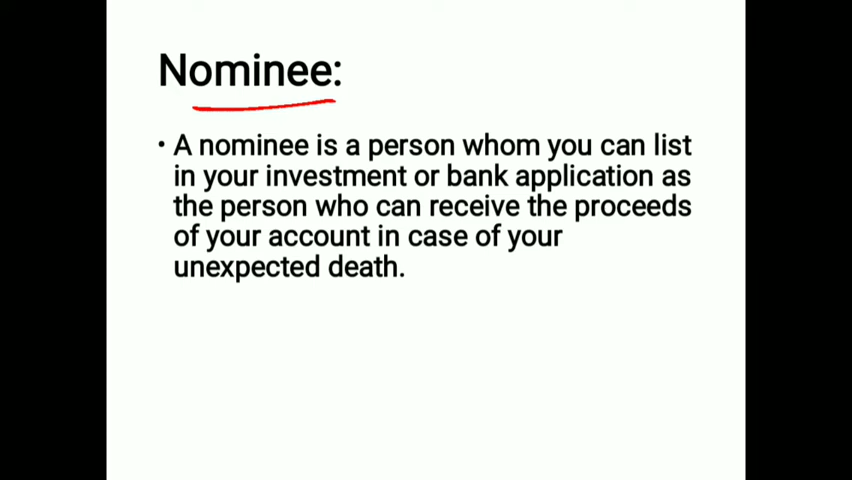 Nominee:
• A nominee is a person whom you can list
in your investment or bank application as
the person who can receive the proceeds
of your account in case of your
unexpected death.